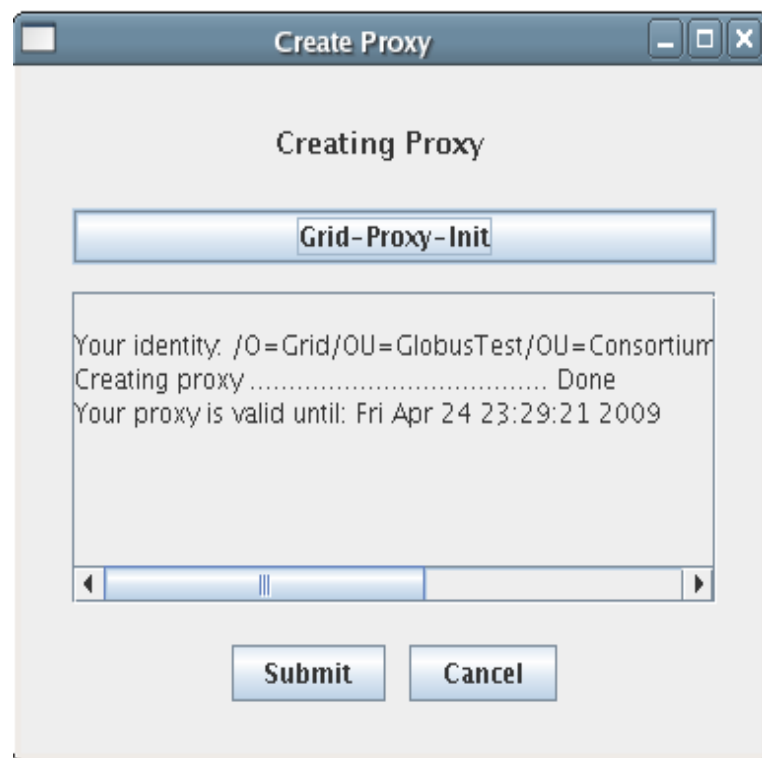 Create Proxy
Creating Proxy
Grid-Proxy-Init
Your identity: /O=Grid/OU=GlobusTest/OU=Consortium
Creating proxy ...................................... Done
Your proxy is valid until: Fri Apr 24 23:29:21 2009
Submit Cancel